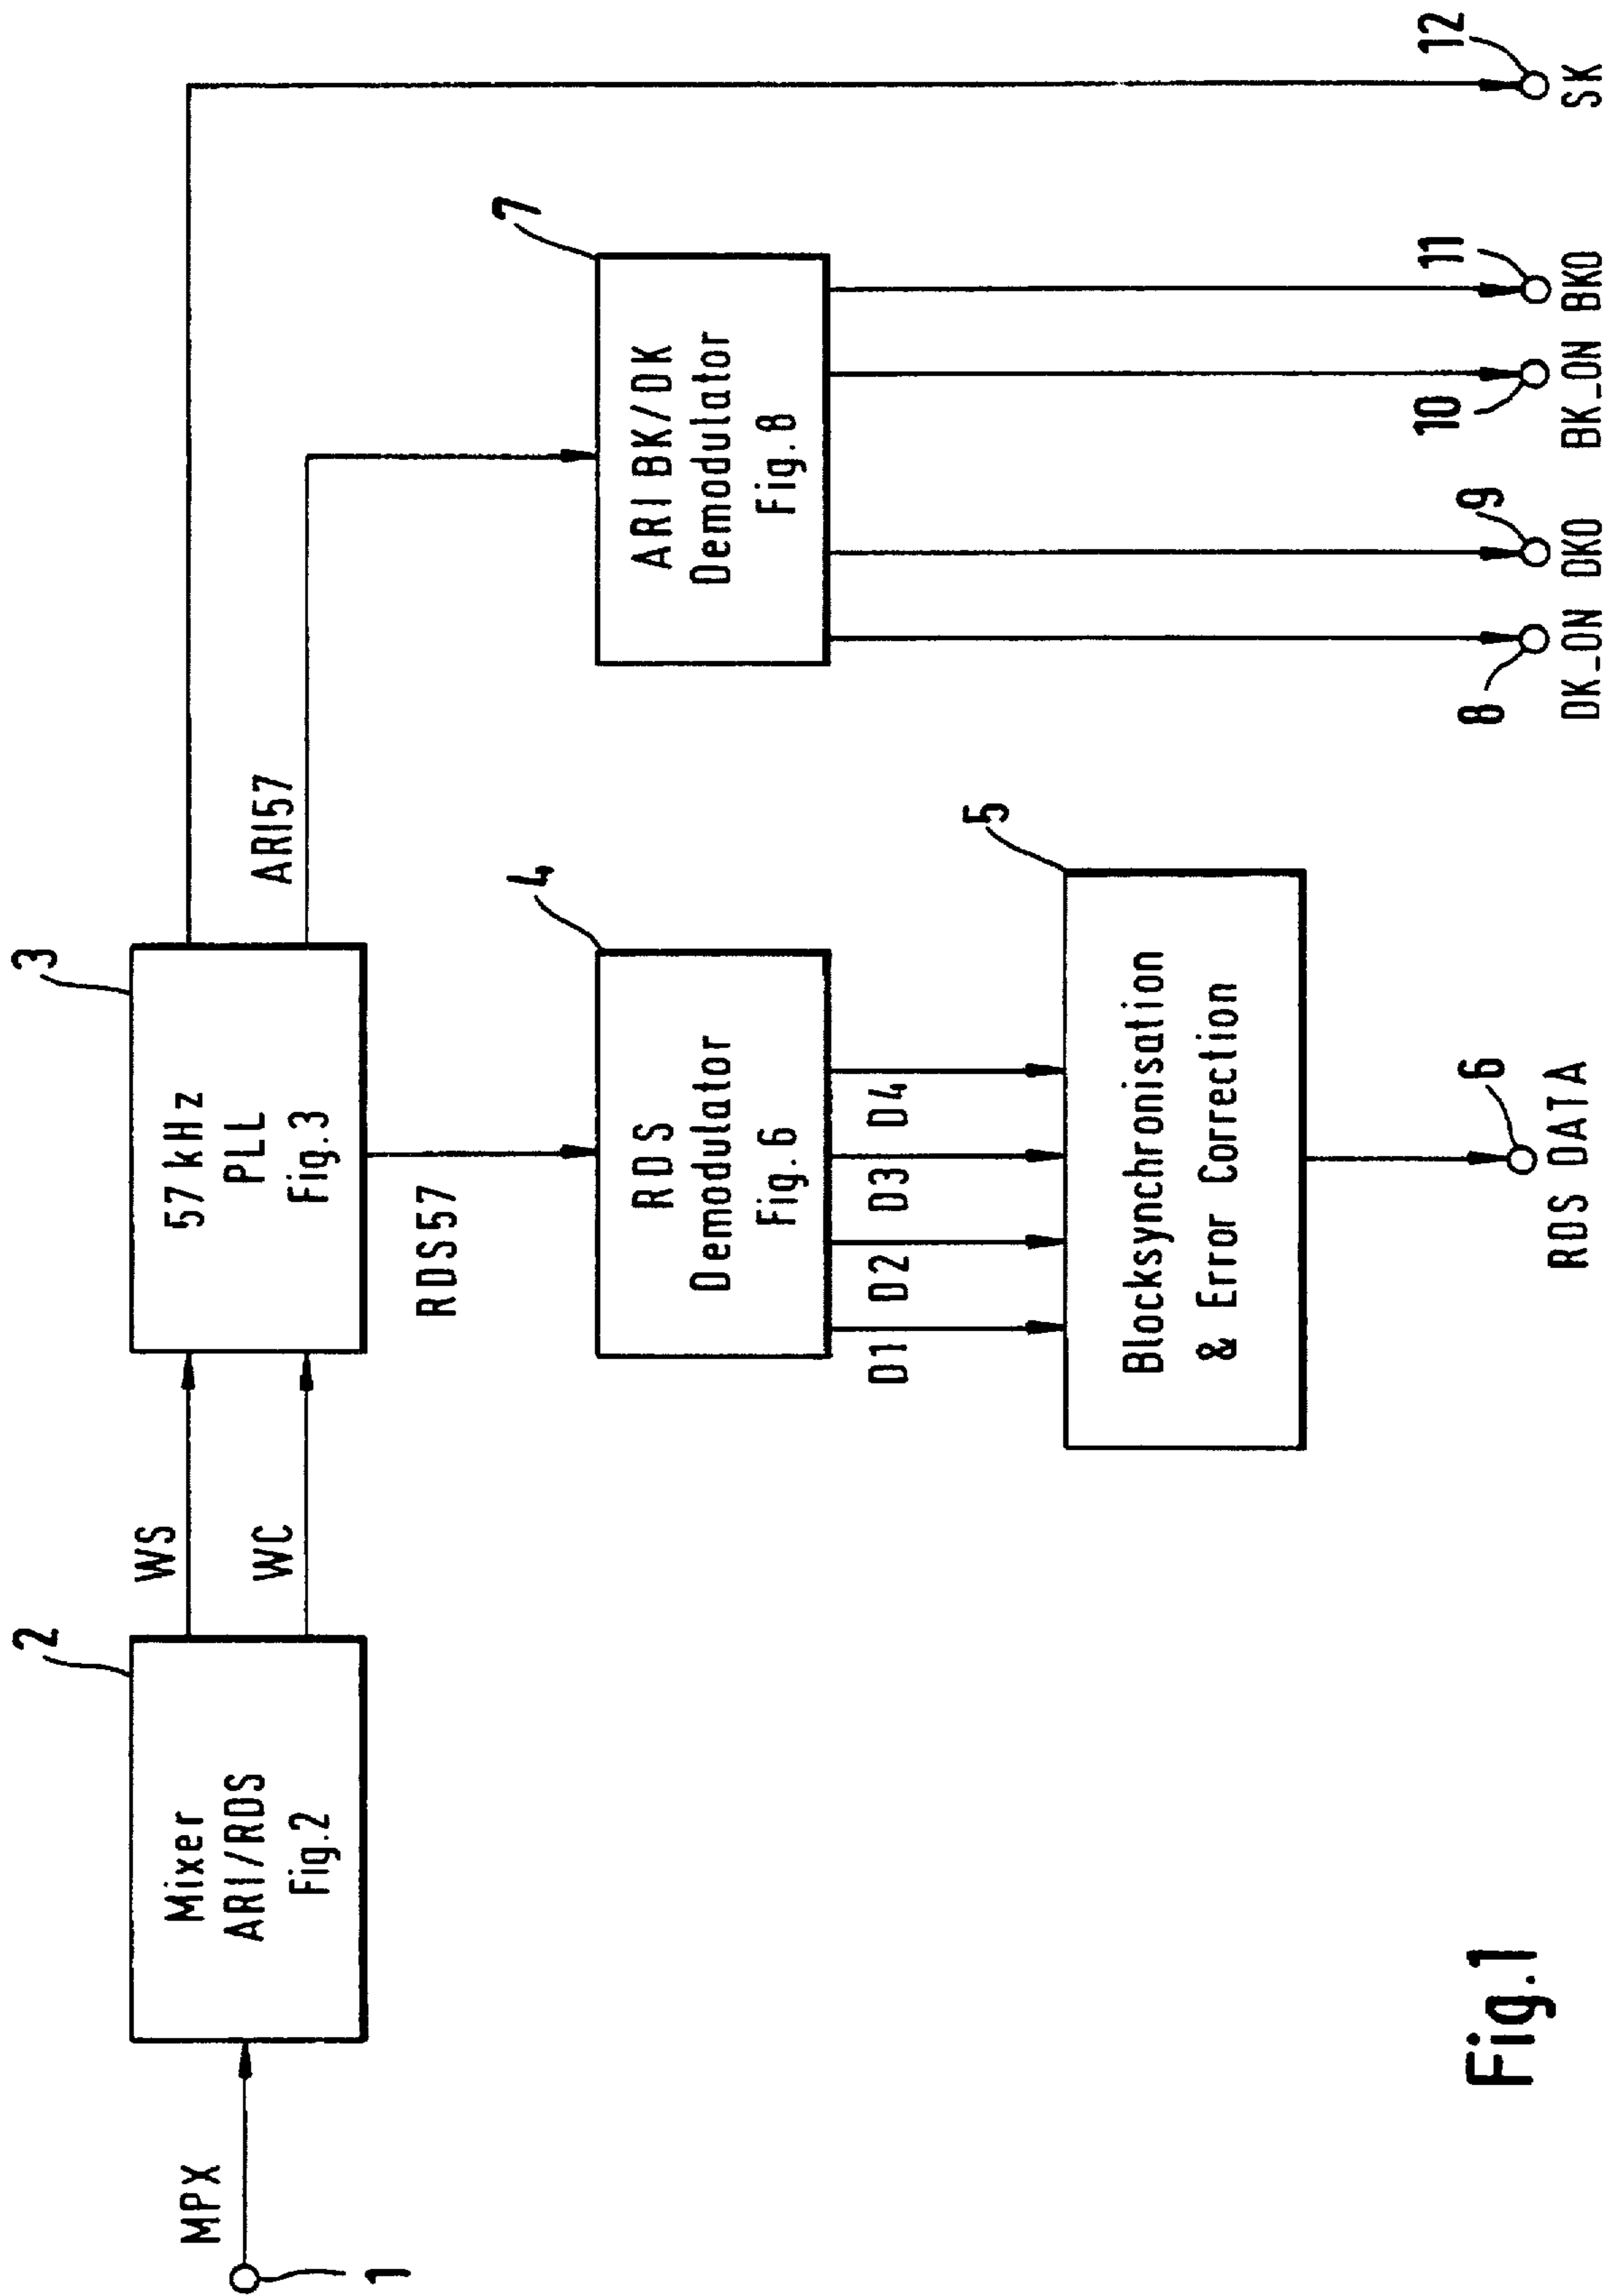 1
MPX
2
Mixer
ARI/RDS
Fig.2
WS
WC
3
57 kHz
PLL
Fig.3
ARI57
RDS57
4
RDS
Demodulator
Fig.6
D1
D2
D3
D4
5
Blocksynchronisation
& Error Correction
6
RDS DATA
7
ARIBK/DK
Demodulator
Fig.8
8
DK_ON
9
DKO
10
BK_ON
11
BKO
12
SK
Fig.1